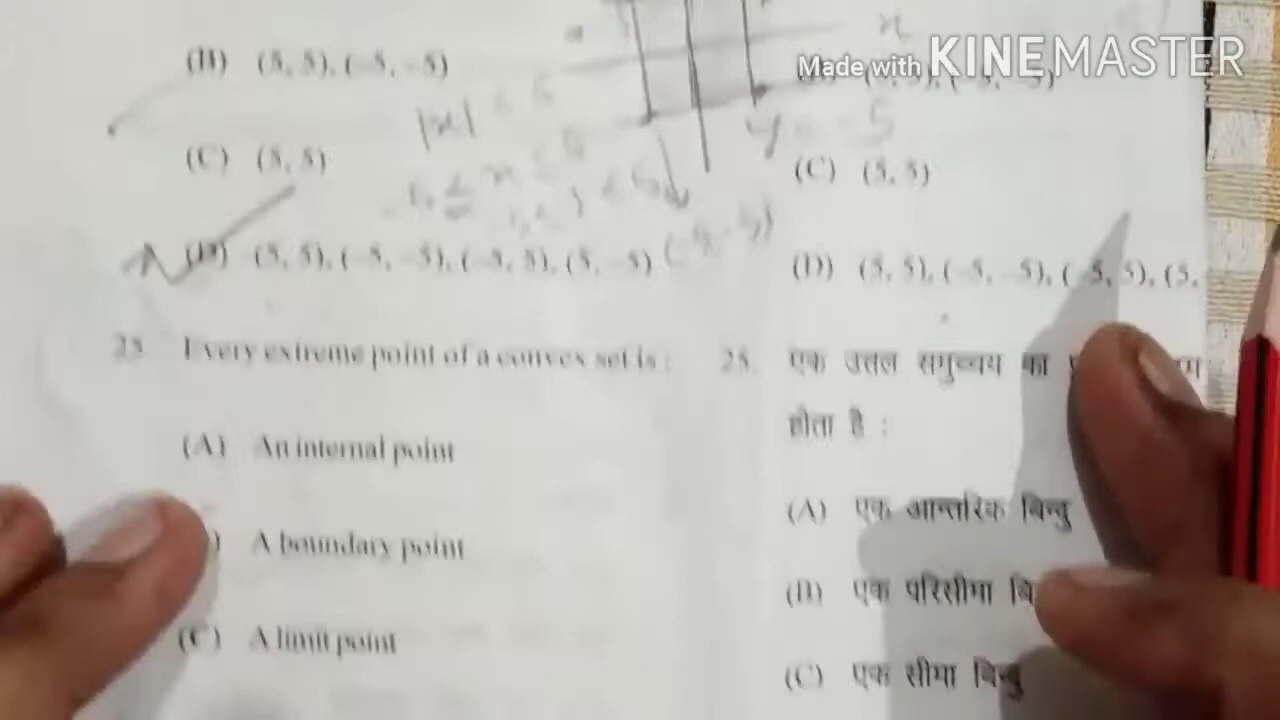 Made with KINEMASTER
(B) (5, 5), (-5, -5)
(C) (5, 5)
(D) (5, 5), (-5, -5), (-5, 5), (5, -5)
25. Every extreme point of a convex set is :
(A) An internal point
A boundary point
(C) A limit point
x
|x|
y = -5
(C) (5, 5)
(D) (5, 5), (-5, -5), (-5, 5), (5,
25. एक उत्तल समुच्चय का
होता है :
(A) एक आन्तरिक बिन्दु
(B) एक परिसीमा
(C) एक सीमा बिन्दु